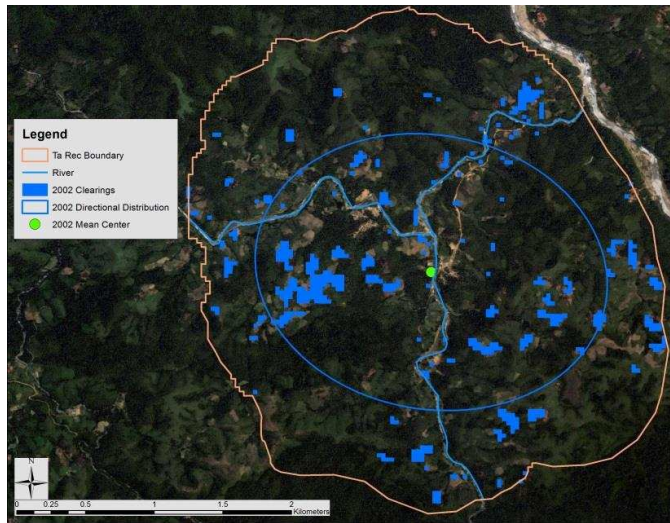 Legend
Ta Rec Boundary
River
2002 Clearings
2002 Directional Distribution
2002 Mean Center
N
0 0.25 0.5 1 1.5 2
Kilometers